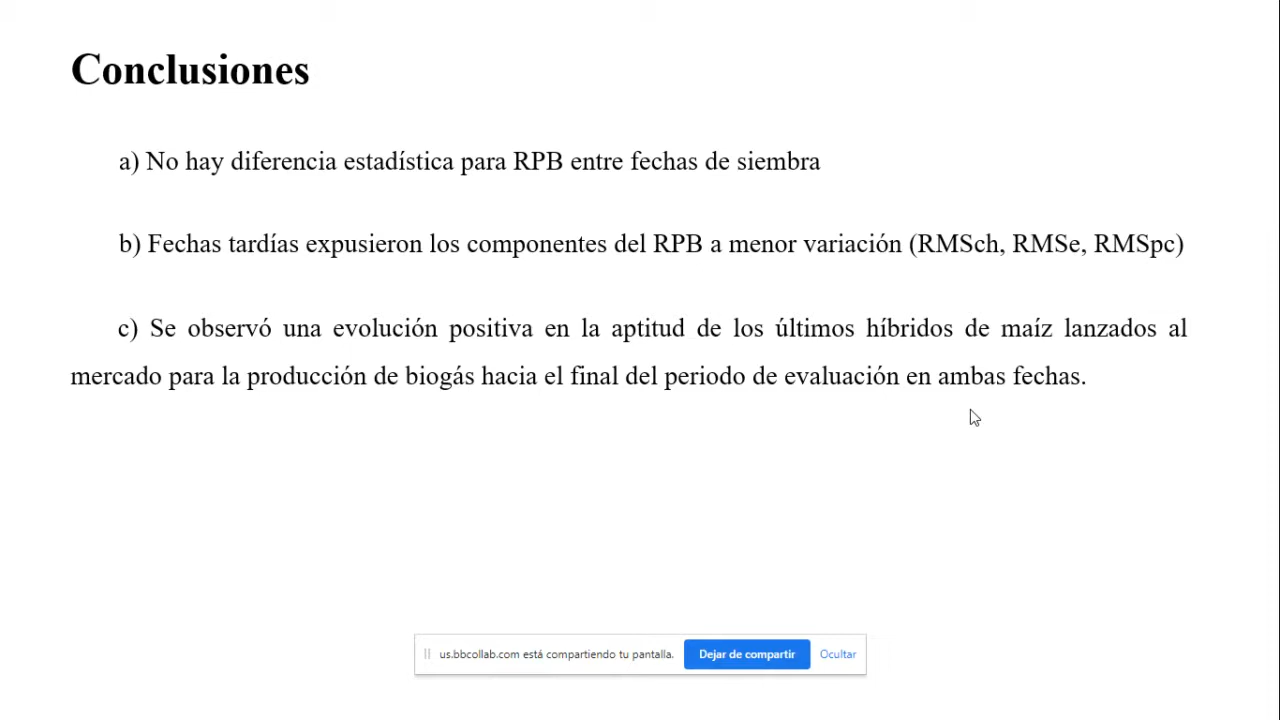 Conclusiones
a) No hay diferencia estadística para RPB entre fechas de siembra
b) Fechas tardías expusieron los componentes del RPB a menor variación (RMSch, RMSe, RMSpc)
c) Se observó una evolución positiva en la aptitud de los últimos híbridos de maíz lanzados al
mercado para la producción de biogás hacia el final del periodo de evaluación en ambas fechas.
us.bbcollab.com está compartiendo tu pantalla. Dejar de compartir Ocultar